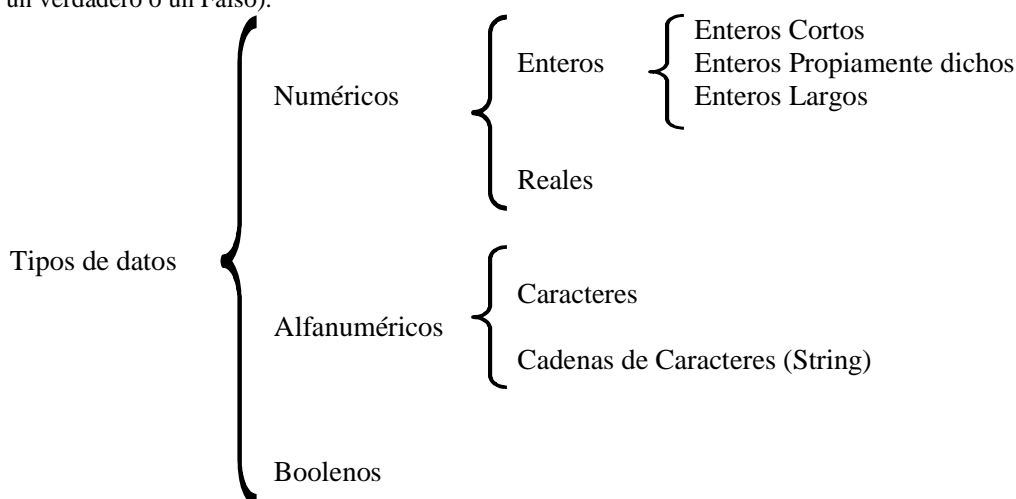 un verdadero o un Falso).
Enteros Cortos
Enteros Enteros Propiamente dichos
Numéricos Enteros Largos
Reales
Tipos de datos
Caracteres
Alfanuméricos
Cadenas de Caracteres (String)
Boolenos